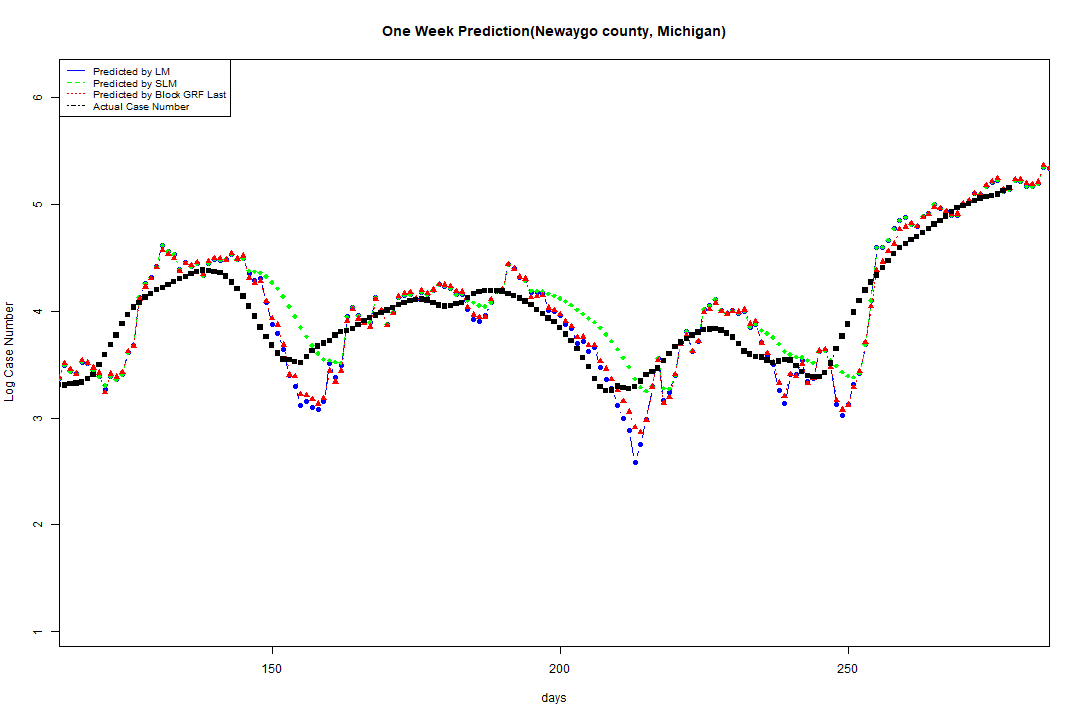 One Week Prediction(Newaygo county, Michigan)
Predicted by LM
Predicted by SLM
Predicted by Block GRF Last
Actual Case Number
6
5
4
3
2
1
Log Case Number
150
200
250
days